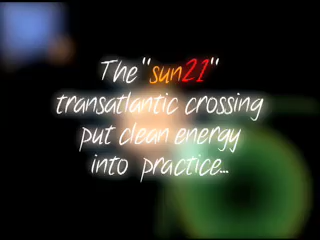 The "sun21"
transatlantic crossing
put clean energy
into practice...